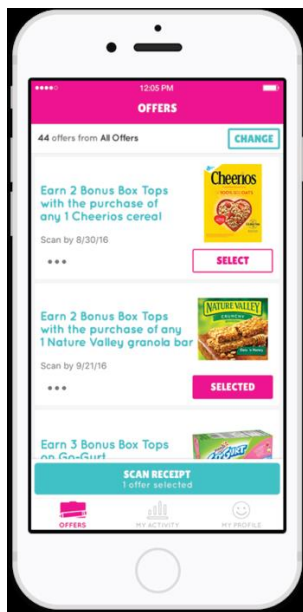 12:05 PM
OFFERS
44 offers from All Offers
CHANGE
Earn 2 Bonus Box Tops
with the purchase of
any 1 Cheerios cereal
Scan by 8/30/16
Cheerios
SELECT
Earn 2 Bonus Box Tops
with the purchase of any
1 Nature Valley granola bar
Scan by 9/21/16
NATURE VALLEY
CRUNCHY
SELECTED
Earn 3 Bonus Box Tops
on Go-Gurt
SCAN RECEIPT
1 offer selected
OFFERS
MY ACTIVITY
MY PROFILE